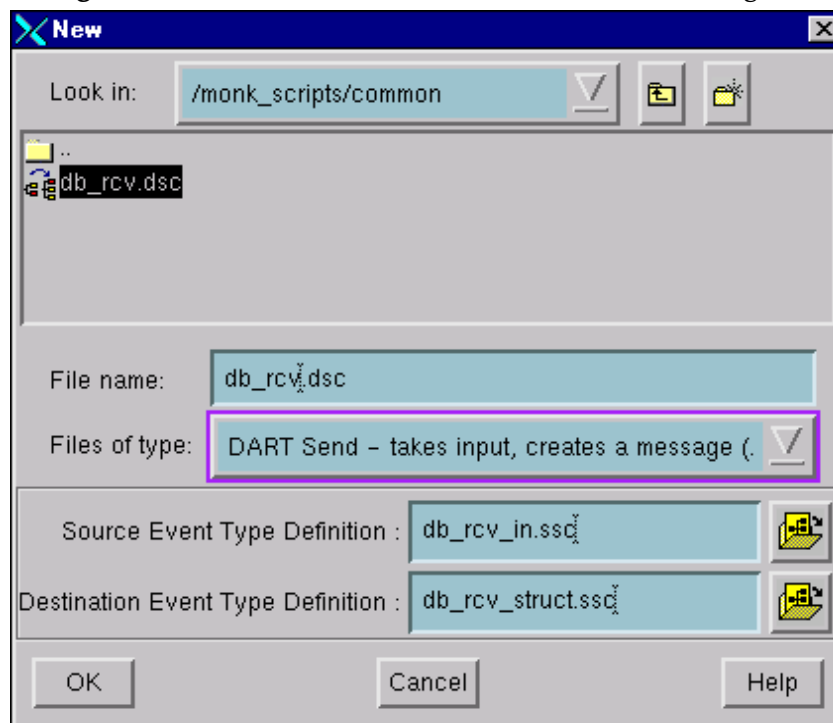 New
Look in: /monk_scripts/common
..
db_rcv.dsc
File name: db_rcv.dsc
Files of type: DART Send – takes input, creates a message (.
Source Event Type Definition : db_rcv_in.ssc
Destination Event Type Definition : db_rcv_struct.ssc
OK Cancel Help